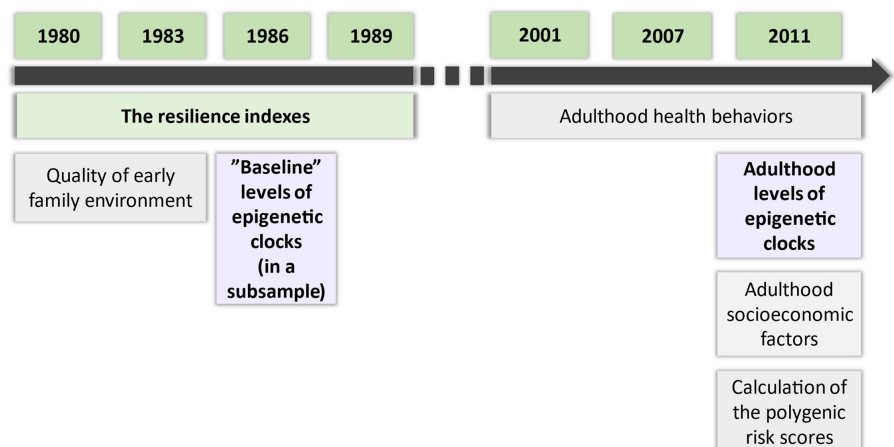 1980 1983 1986 1989 2001 2007 2011
The resilience indexes
Adulthood health behaviors
Quality of early
family environment
”Baseline”
levels of
epigenetic
clocks
(in a
subsample)
Adulthood
levels of
epigenetic
clocks
Adulthood
socioeconomic
factors
Calculation of
the polygenic
risk scores